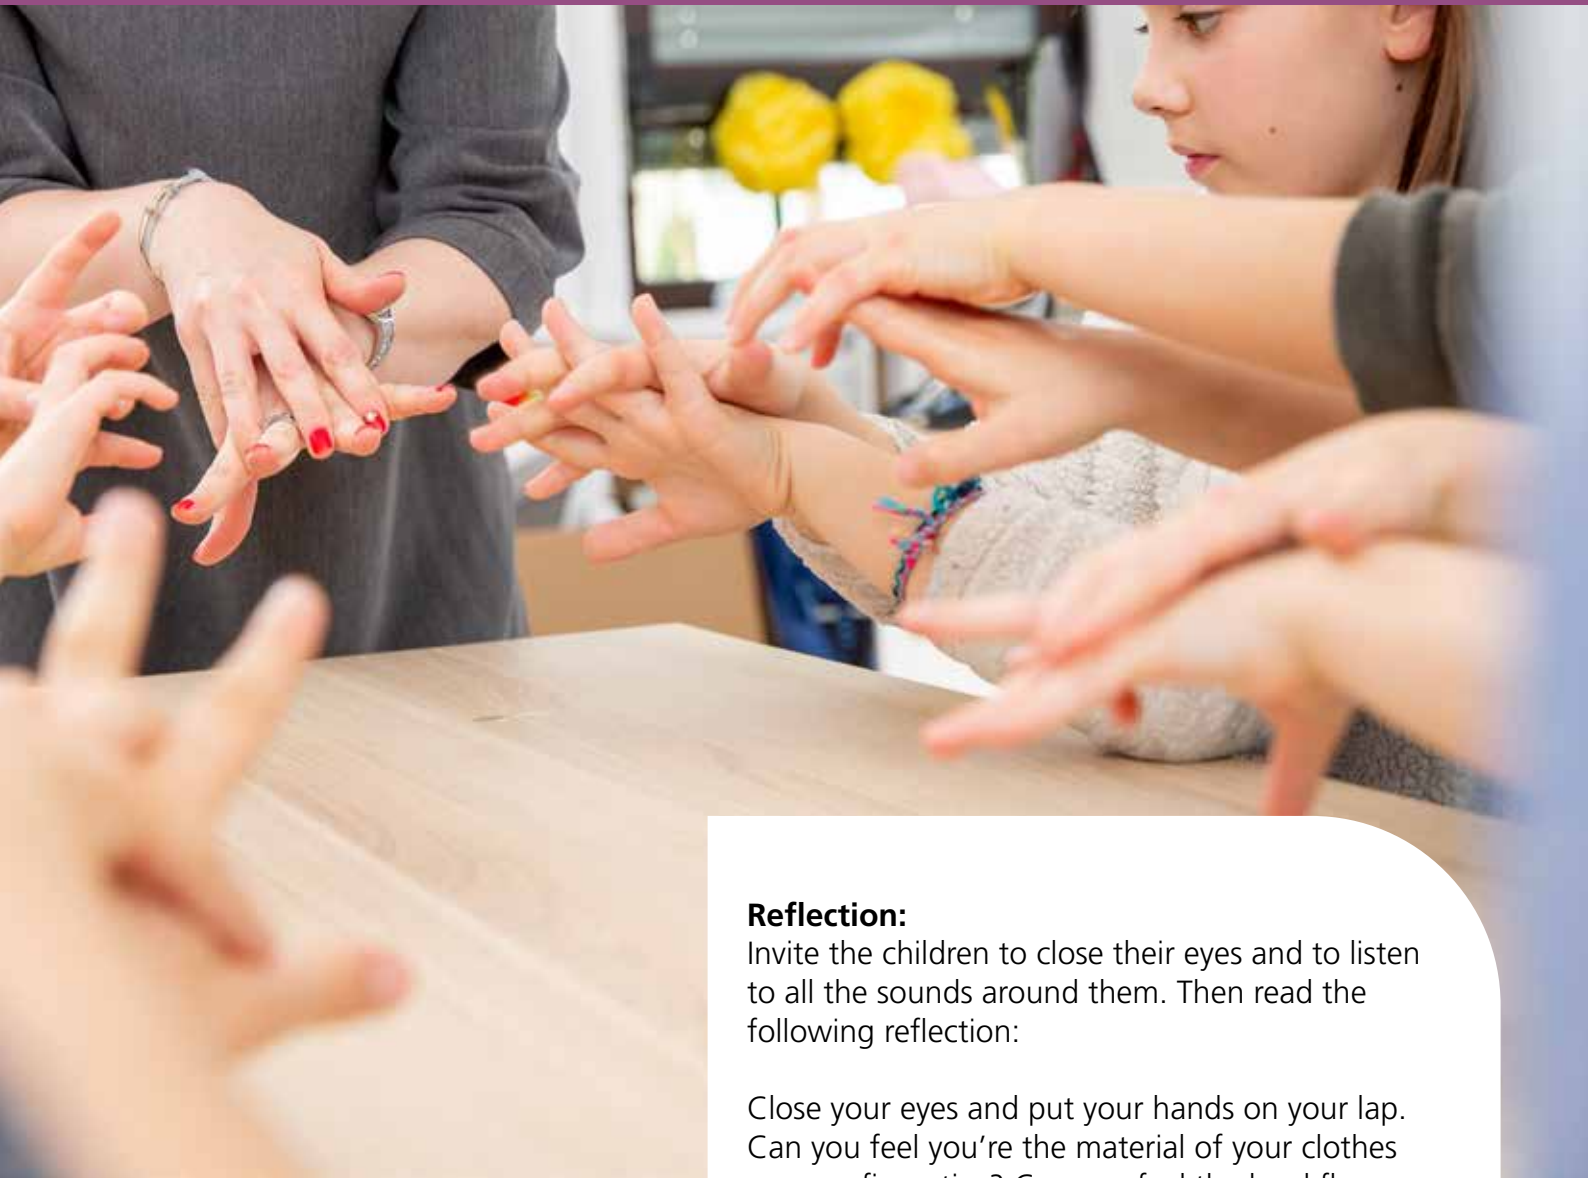 Reflection:
Invite the children to close their eyes and to listen
to all the sounds around them. Then read the
following reflection:
Close your eyes and put your hands on your lap.
Can you feel you’re the material of your clothes